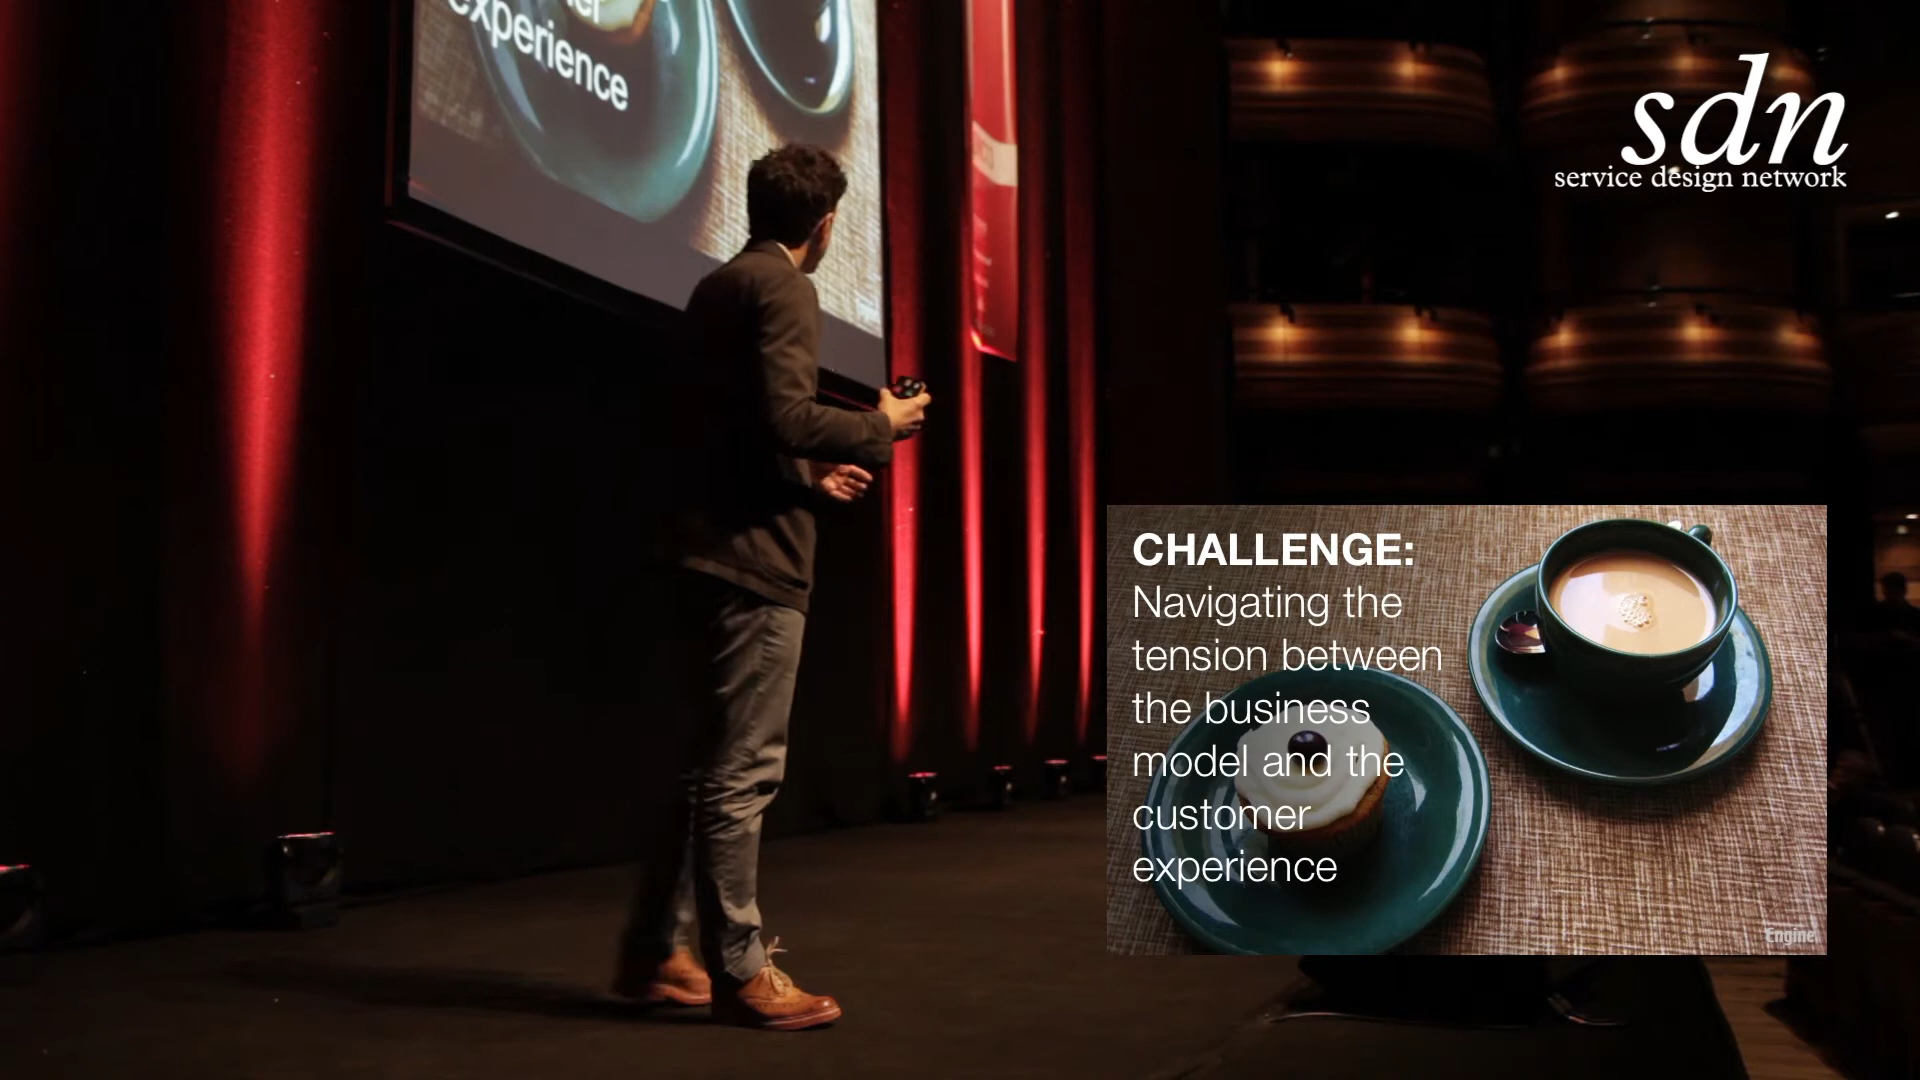 experience
sdn
service design network
CHALLENGE:
Navigating the
tension between
the business
model and the
customer
experience
Engine